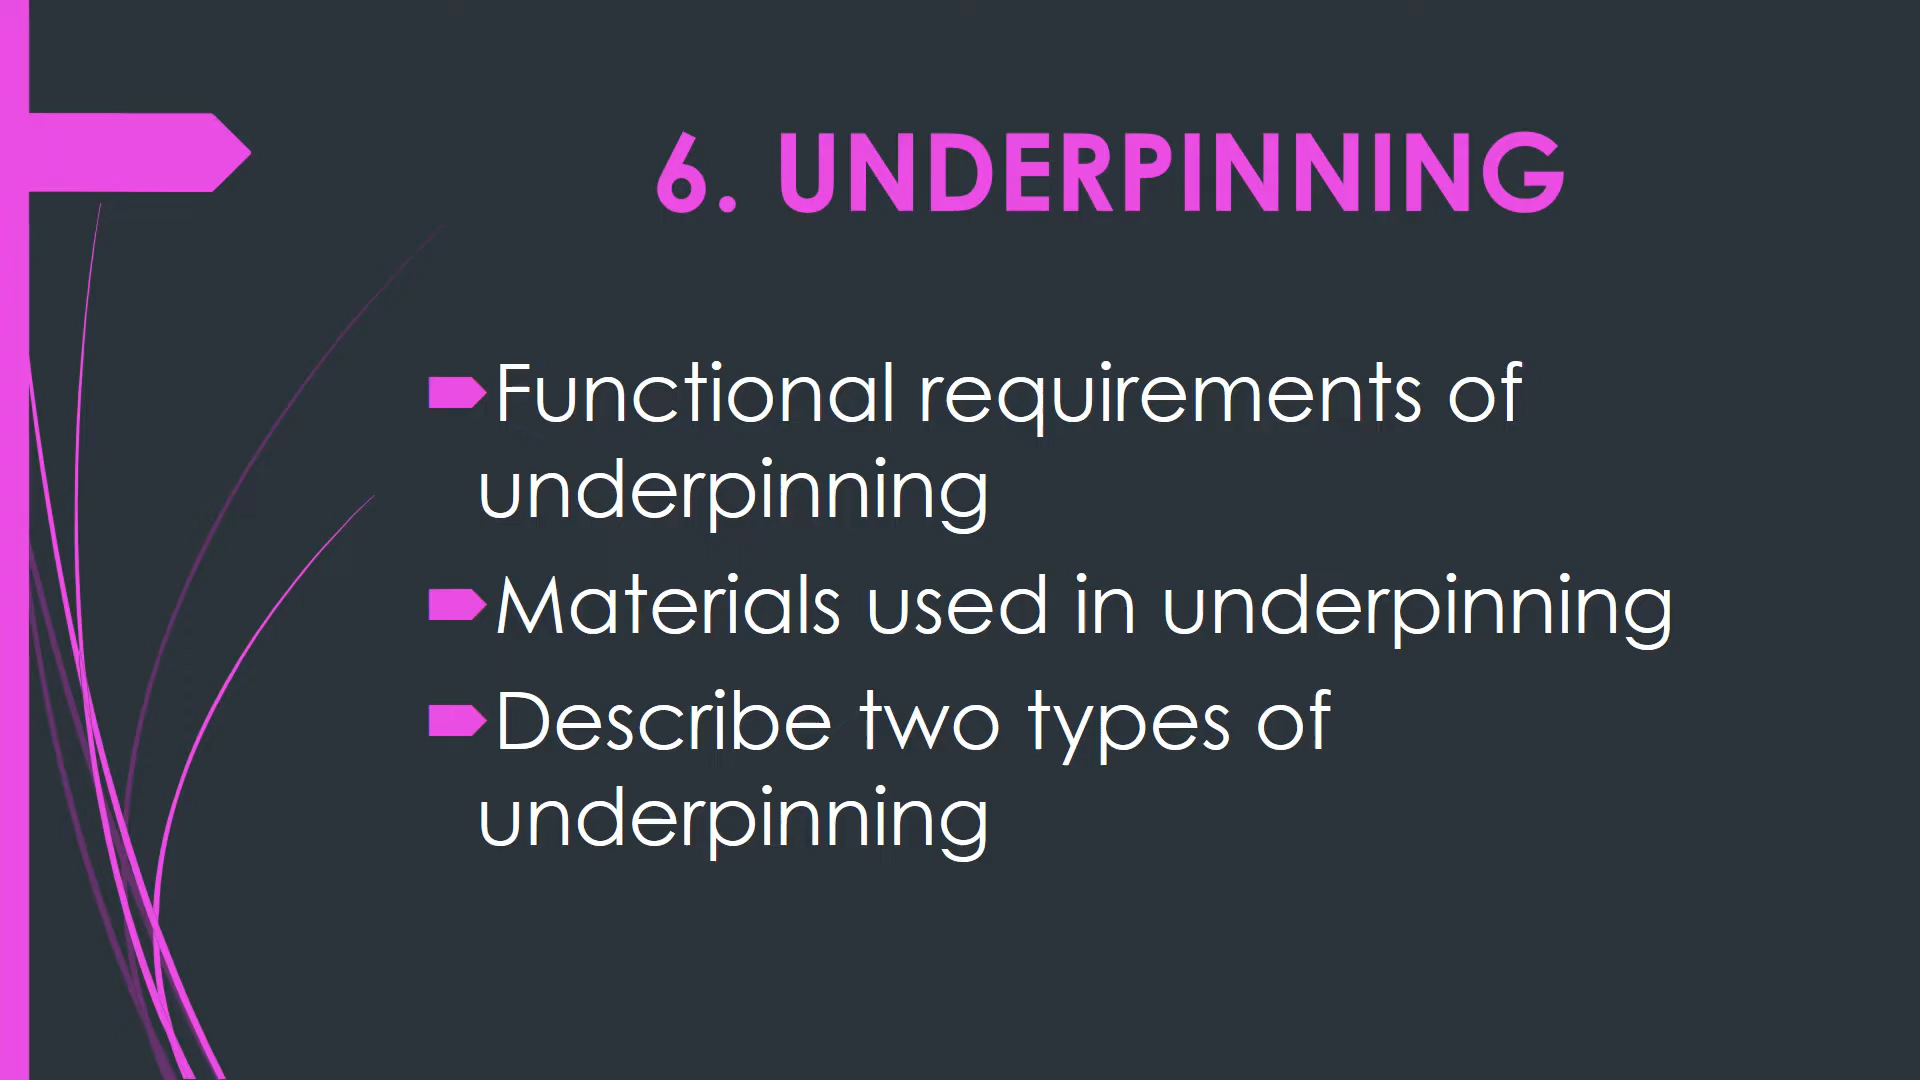 6. UNDERPINNING
Functional requirements of
underpinning
Materials used in underpinning
Describe two types of
underpinning